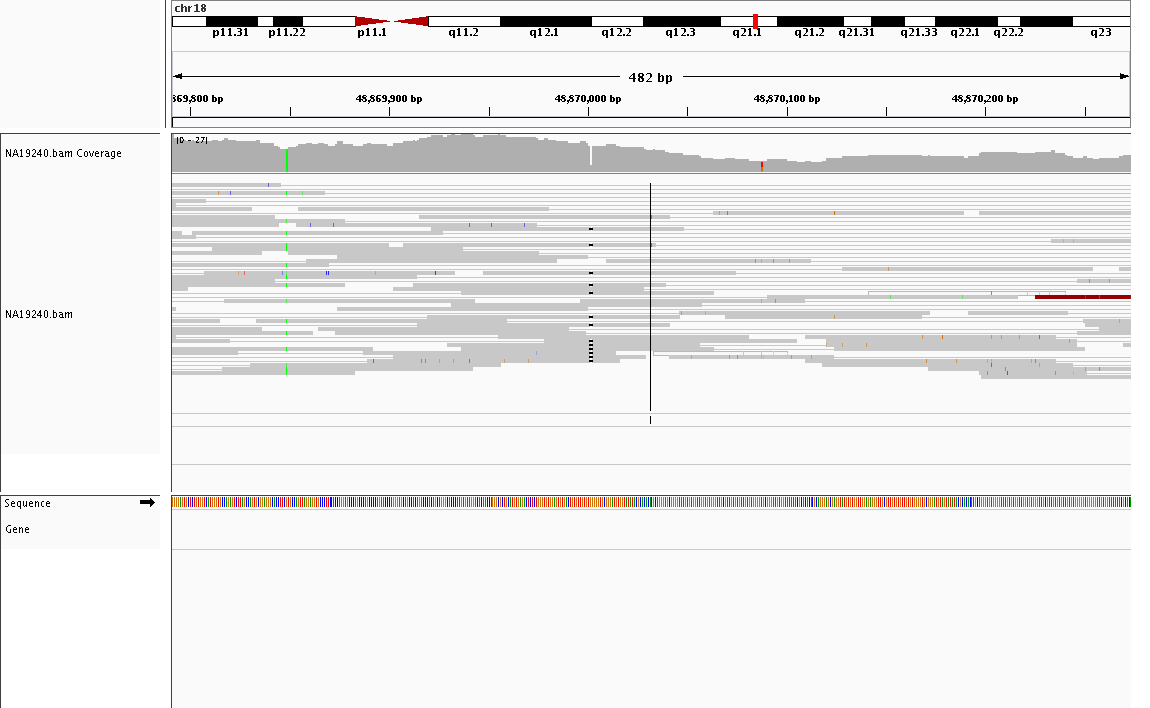 chr18
p11.31 p11.22 p11.1 q11.2 q12.1 q12.2 q12.3 q21.1 q21.2 q21.31 q21.33 q22.1 q22.2 q23
482 bp
869,800 bp 48,869,900 bp 48,870,000 bp 48,870,100 bp 48,870,200 bp
[0 - 27]
NA19240.bam Coverage
NA19240.bam
Sequence
Gene